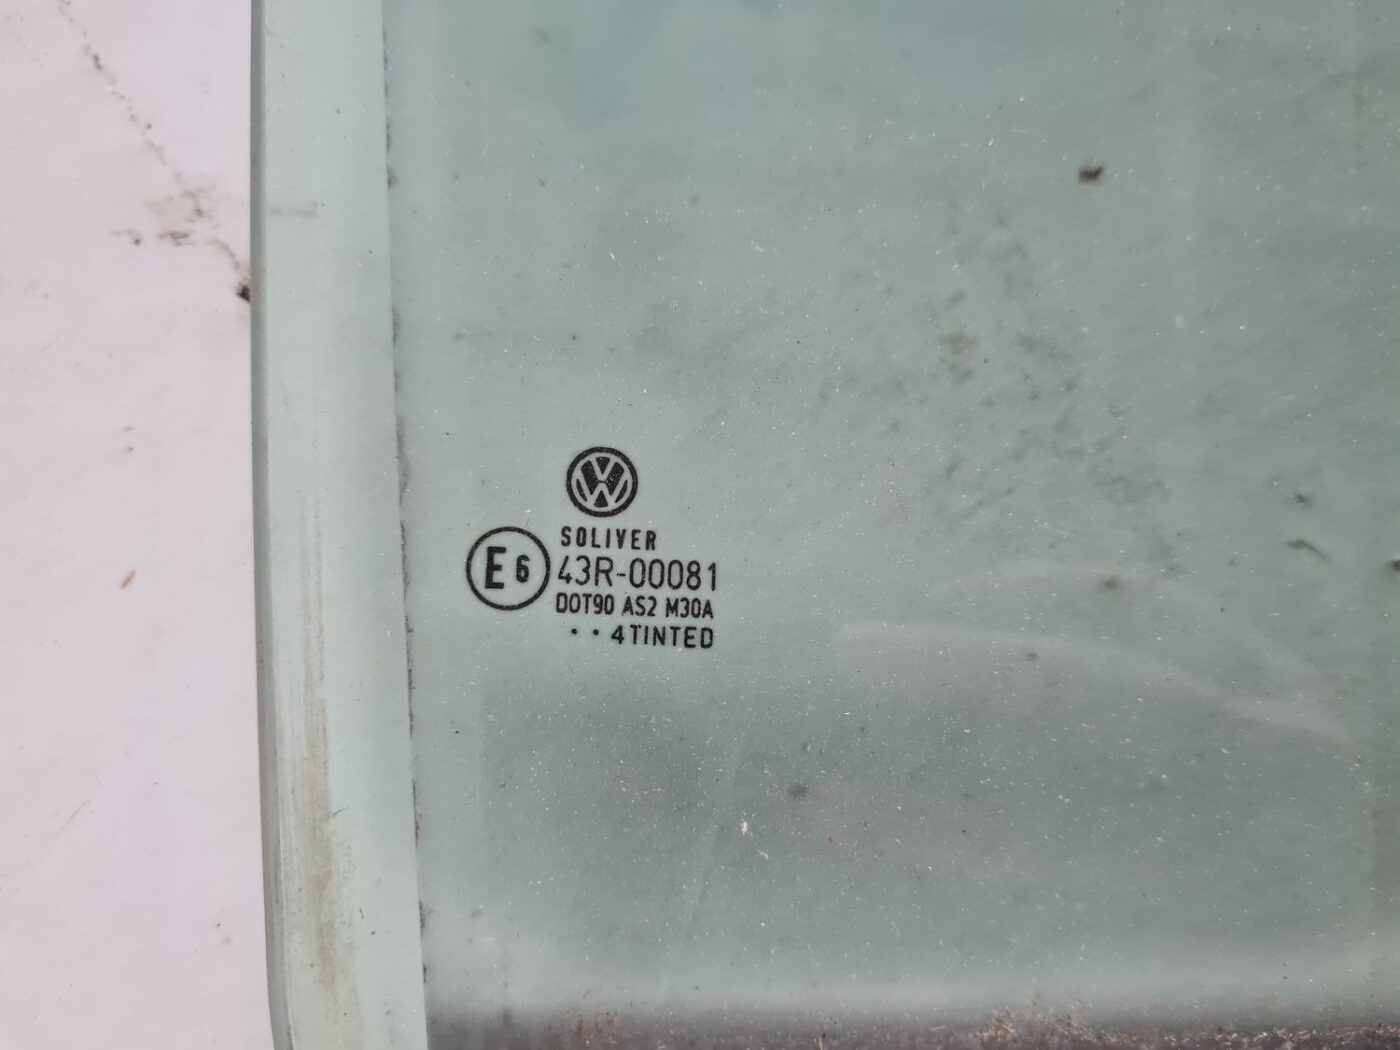 SOLIVER
E6 43R-00081
DOT90 AS2 M30A
··4TINTED